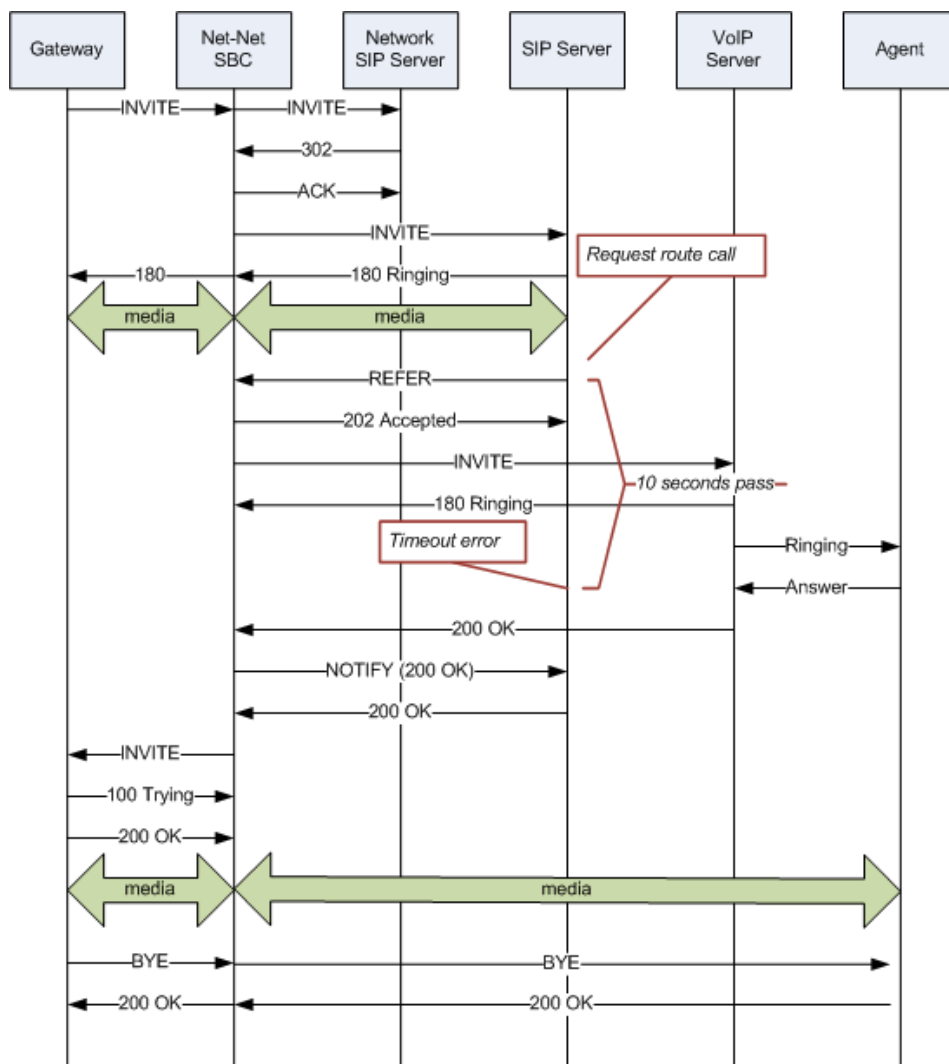 Gateway
Net-Net
SBC
Network
SIP Server
SIP Server
VoIP
Server
Agent
INVITE
INVITE
302
ACK
INVITE
Request route call
180
180 Ringing
media
media
REFER
202 Accepted
INVITE
10 seconds pass
180 Ringing
Timeout error
Ringing
Answer
200 OK
NOTIFY (200 OK)
200 OK
INVITE
100 Trying
200 OK
media
media
BYE
BYE
200 OK
200 OK